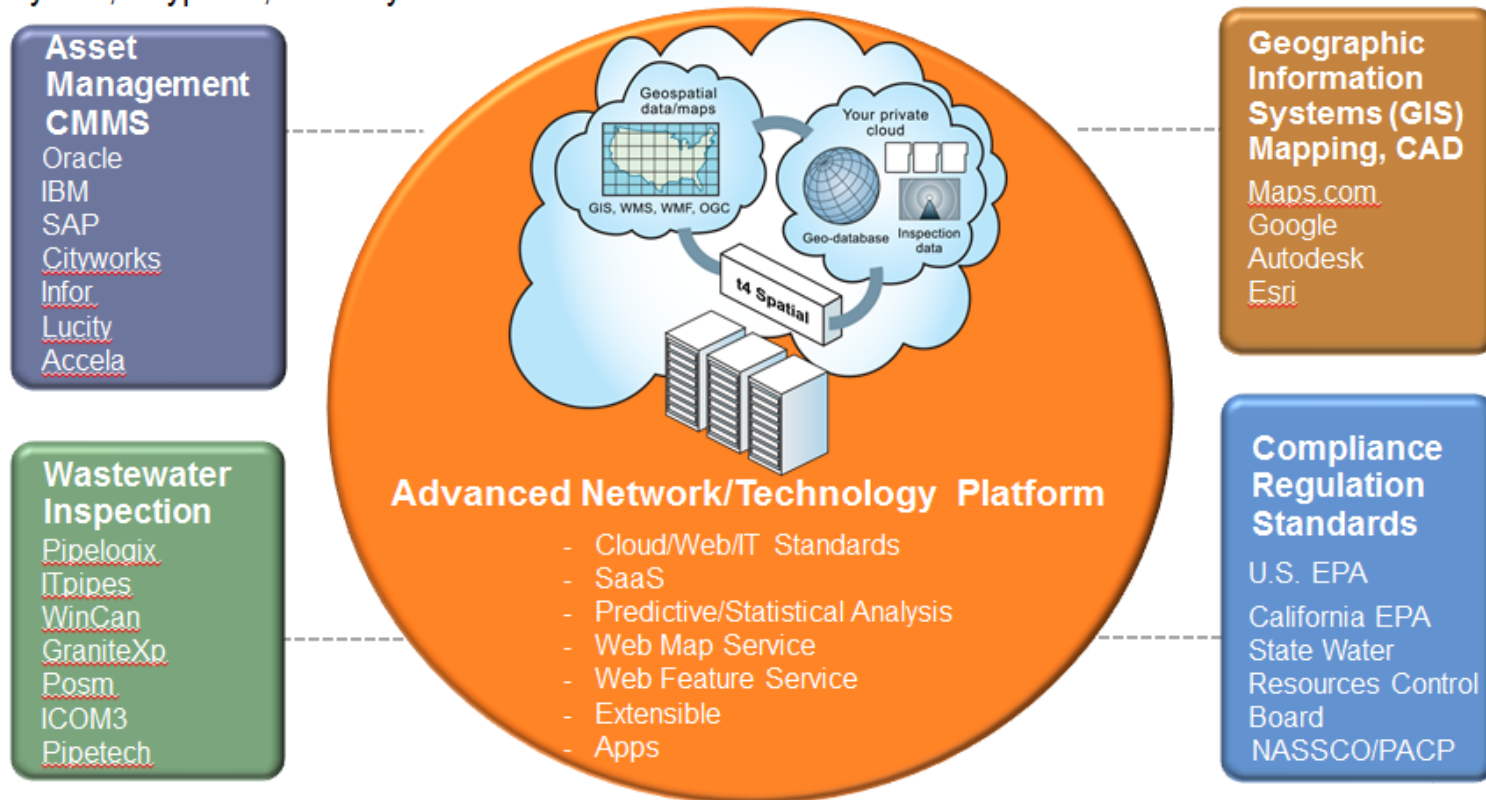 Asset
Management
CMMS
Oracle
IBM
SAP
Cityworks
Infor
Lucity
Accela
Wastewater
Inspection
Pipelogix
ITpipes
WinCan
GraniteXp
Posm
ICOM3
Pipetech
Geospatial
data/maps
GIS, WMS, WMF, OGC
Your private
cloud
Geo-database
Inspection
data
t4 Spatial
Advanced Network/Technology Platform
- Cloud/Web/IT Standards
- SaaS
- Predictive/Statistical Analysis
- Web Map Service
- Web Feature Service
- Extensible
- Apps
Geographic
Information
Systems (GIS)
Mapping, CAD
Maps.com
Google
Autodesk
Esri
Compliance
Regulation
Standards
U.S. EPA
California EPA
State Water
Resources Control
Board
NASSCO/PACP